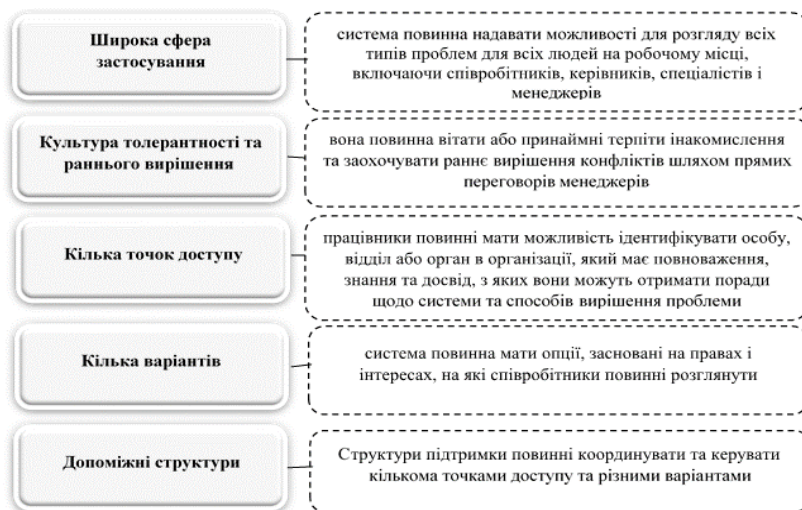 Широка сфера
застосування
система повинна надавати можливості для розгляду всіх
типів проблем для всіх людей на робочому місці,
включаючи співробітників, керівників, спеціалістів і
менеджерів
Культура толерантності та
раннього вирішення
вона повинна вітати або принаймні терпіти інакомислення
та заохочувати раннє вирішення конфліктів шляхом прямих
переговорів менеджерів
Кілька точок доступу
працівники повинні мати можливість ідентифікувати особу,
відділ або орган в організації, який має повноваження,
знання та досвід, з яких вони можуть отримати поради
щодо системи та способів вирішення проблеми
Кілька варіантів
система повинна мати опції, засновані на правах і
інтересах, на які співробітники повинні розглянути
Допоміжні структури
Структури підтримки повинні координувати та керувати
кількома точками доступу та різними варіантами